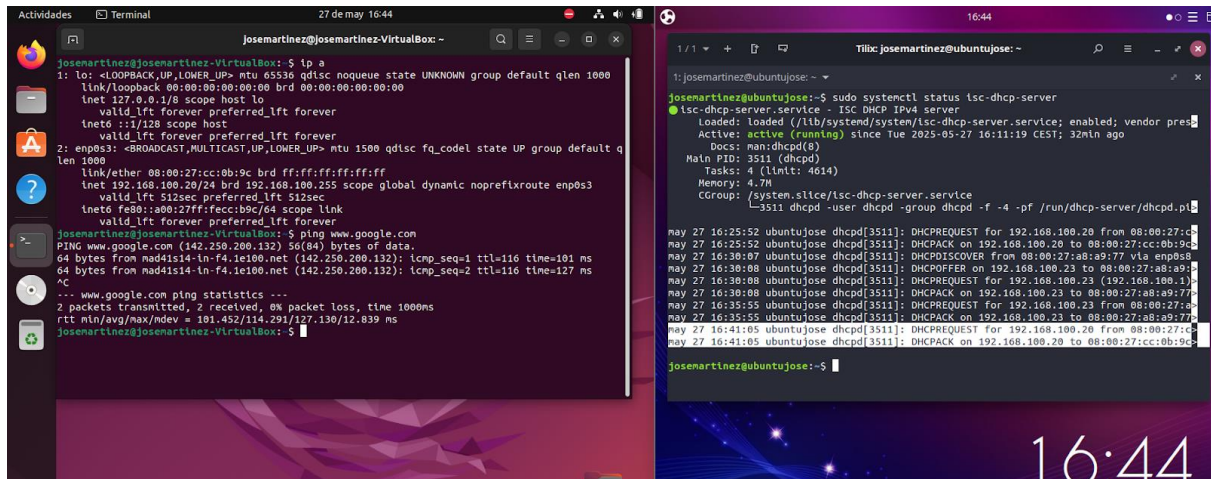 Actividades
Terminal
27 de may 16:44
josemartinez@josemartinez-VirtualBox: ~
josemartinez@josemartinez-VirtualBox:~$ ip a
1: lo: <LOOPBACK,UP,LOWER_UP> mtu 65536 qdisc noqueue state UNKNOWN group default qlen 1000
link/loopback 00:00:00:00:00:00 brd 00:00:00:00:00:00
inet 127.0.0.1/8 scope host lo
valid_lft forever preferred_lft forever
inet6 ::1/128 scope host
valid_lft forever preferred_lft forever
2: enp0s3: <BROADCAST,MULTICAST,UP,LOWER_UP> mtu 1500 qdisc fq_codel state UP group default q
len 1000
link/ether 08:00:27:cc:0b:9c brd ff:ff:ff:ff:ff:ff
inet 192.168.100.20/24 brd 192.168.100.255 scope global dynamic noprefixroute enp0s3
valid_lft 512sec preferred_lft 512sec
inet6 fe80::a00:27ff:fecc:b9c/64 scope link
valid_lft forever preferred_lft forever
josemartinez@josemartinez-VirtualBox:~$ ping www.google.com
PING www.google.com (142.250.200.132) 56(84) bytes of data.
64 bytes from mad41s14-in-f4.1e100.net (142.250.200.132): icmp_seq=1 ttl=116 time=101 ms
64 bytes from mad41s14-in-f4.1e100.net (142.250.200.132): icmp_seq=2 ttl=116 time=127 ms
^C
--- www.google.com ping statistics ---
2 packets transmitted, 2 received, 0% packet loss, time 1000ms
rtt min/avg/max/mdev = 101.452/114.291/127.130/12.839 ms
josemartinez@josemartinez-VirtualBox:~$
16:44
1 / 1
Tilix: josemartinez@ubuntujose: ~
1: josemartinez@ubuntujose: ~
josemartinez@ubuntujose:~$ sudo systemctl status isc-dhcp-server
isc-dhcp-server.service - ISC DHCP IPv4 server
Loaded: loaded (/lib/systemd/system/isc-dhcp-server.service; enabled; vendor pres>
Active: active (running) since Tue 2025-05-27 16:11:19 CEST; 32min ago
Docs: man:dhcpd(8)
Main PID: 3511 (dhcpd)
Tasks: 4 (limit: 4614)
Memory: 4.7M
CGroup: /system.slice/isc-dhcp-server.service
└─3511 dhcpd -user dhcpd -group dhcpd -f -4 -pf /run/dhcp-server/dhcpd.pi>
may 27 16:25:52 ubuntujose dhcpd[3511]: DHCPREQUEST for 192.168.100.20 from 08:00:27:c>
may 27 16:25:52 ubuntujose dhcpd[3511]: DHCPACK on 192.168.100.20 to 08:00:27:cc:0b:9c>
may 27 16:30:07 ubuntujose dhcpd[3511]: DHCPDISCOVER from 08:00:27:a8:a9:77 via enp0s8
may 27 16:30:08 ubuntujose dhcpd[3511]: DHCPOFFER on 192.168.100.23 to 08:00:27:a8:a9:>
may 27 16:30:08 ubuntujose dhcpd[3511]: DHCPREQUEST for 192.168.100.23 (192.168.100.1)>
may 27 16:30:08 ubuntujose dhcpd[3511]: DHCPACK on 192.168.100.23 to 08:00:27:a8:a9:77>
may 27 16:35:55 ubuntujose dhcpd[3511]: DHCPREQUEST for 192.168.100.23 from 08:00:27:a>
may 27 16:35:55 ubuntujose dhcpd[3511]: DHCPACK on 192.168.100.23 to 08:00:27:a8:a9:77>
may 27 16:41:05 ubuntujose dhcpd[3511]: DHCPREQUEST for 192.168.100.20 from 08:00:27:c>
may 27 16:41:05 ubuntujose dhcpd[3511]: DHCPACK on 192.168.100.20 to 08:00:27:cc:0b:9c>
josemartinez@ubuntujose:~$
16:44